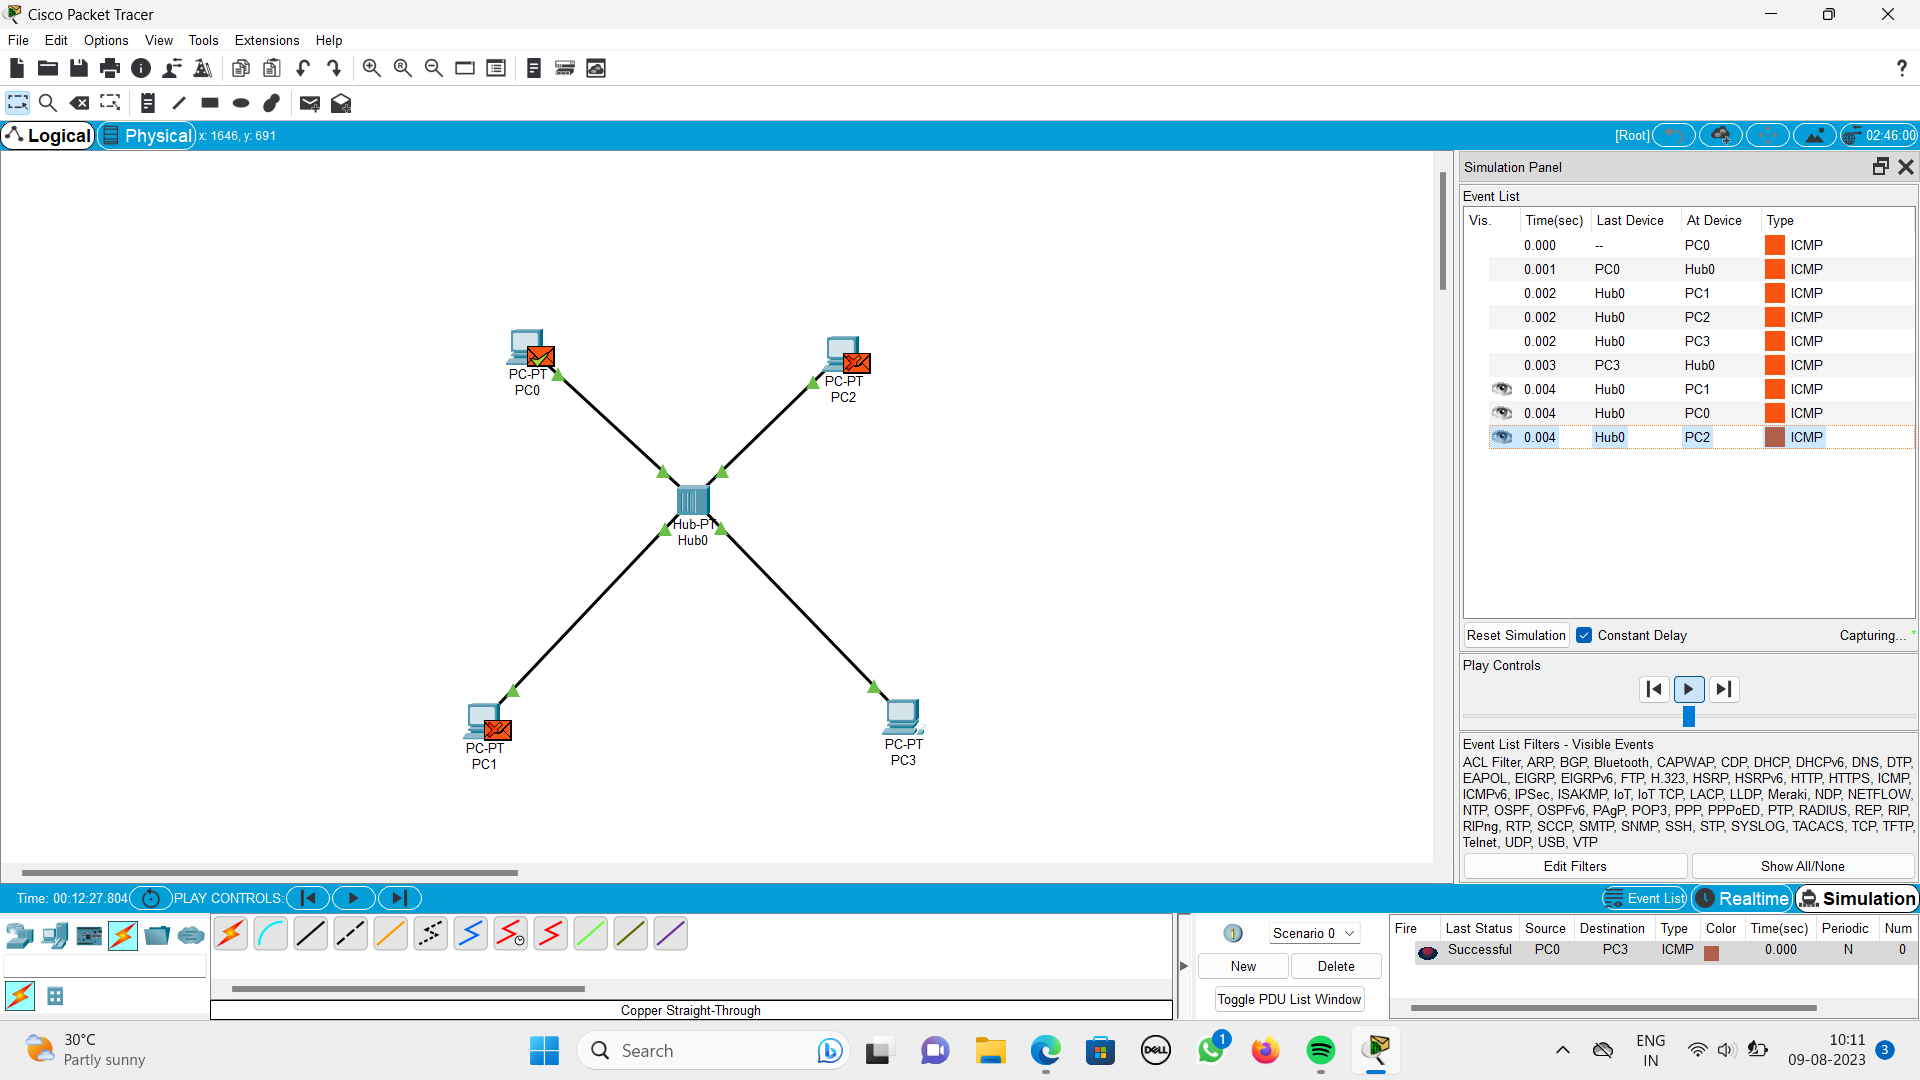 Cisco Packet Tracer
File Edit Options View Tools Extensions Help
?
Logical Physical x: 1646, y: 691 [Root] 02:46:00
Simulation Panel
Event List
Vis. Time(sec) Last Device At Device Type
0.000 -- PC0 ICMP
0.001 PC0 Hub0 ICMP
0.002 Hub0 PC1 ICMP
0.002 Hub0 PC2 ICMP
0.002 Hub0 PC3 ICMP
0.003 PC3 Hub0 ICMP
0.004 Hub0 PC1 ICMP
0.004 Hub0 PC0 ICMP
0.004 Hub0 PC2 ICMP
PC-PT
PC0
PC-PT
PC2
Hub-PT
Hub0
PC-PT
PC1
PC-PT
PC3
Reset Simulation Constant Delay Capturing... *
Play Controls
Event List Filters - Visible Events
ACL Filter, ARP, BGP, Bluetooth, CAPWAP, CDP, DHCP, DHCPv6, DNS, DTP,
EAPOL, EIGRP, EIGRPv6, FTP, H.323, HSRP, HSRPv6, HTTP, HTTPS, ICMP,
ICMPv6, IPSec, ISAKMP, IoT, IoT TCP, LACP, LLDP, Meraki, NDP, NETFLOW,
NTP, OSPF, OSPFv6, PAgP, POP3, PPP, PPPoED, PTP, RADIUS, REP, RIP,
RIPng, RTP, SCCP, SMTP, SNMP, SSH, STP, SYSLOG, TACACS, TCP, TFTP,
Telnet, UDP, USB, VTP
Edit Filters Show All/None
Time: 00:12:27.804 PLAY CONTROLS: Event List Realtime Simulation
Scenario 0
New Delete
Toggle PDU List Window
Fire Last Status Source Destination Type Color Time(sec) Periodic Num
Successful PC0 PC3 ICMP 0.000 N 0
Copper Straight-Through
30°C
Partly sunny
Search
DELL
1
ENG
IN
10:11
09-08-2023
3